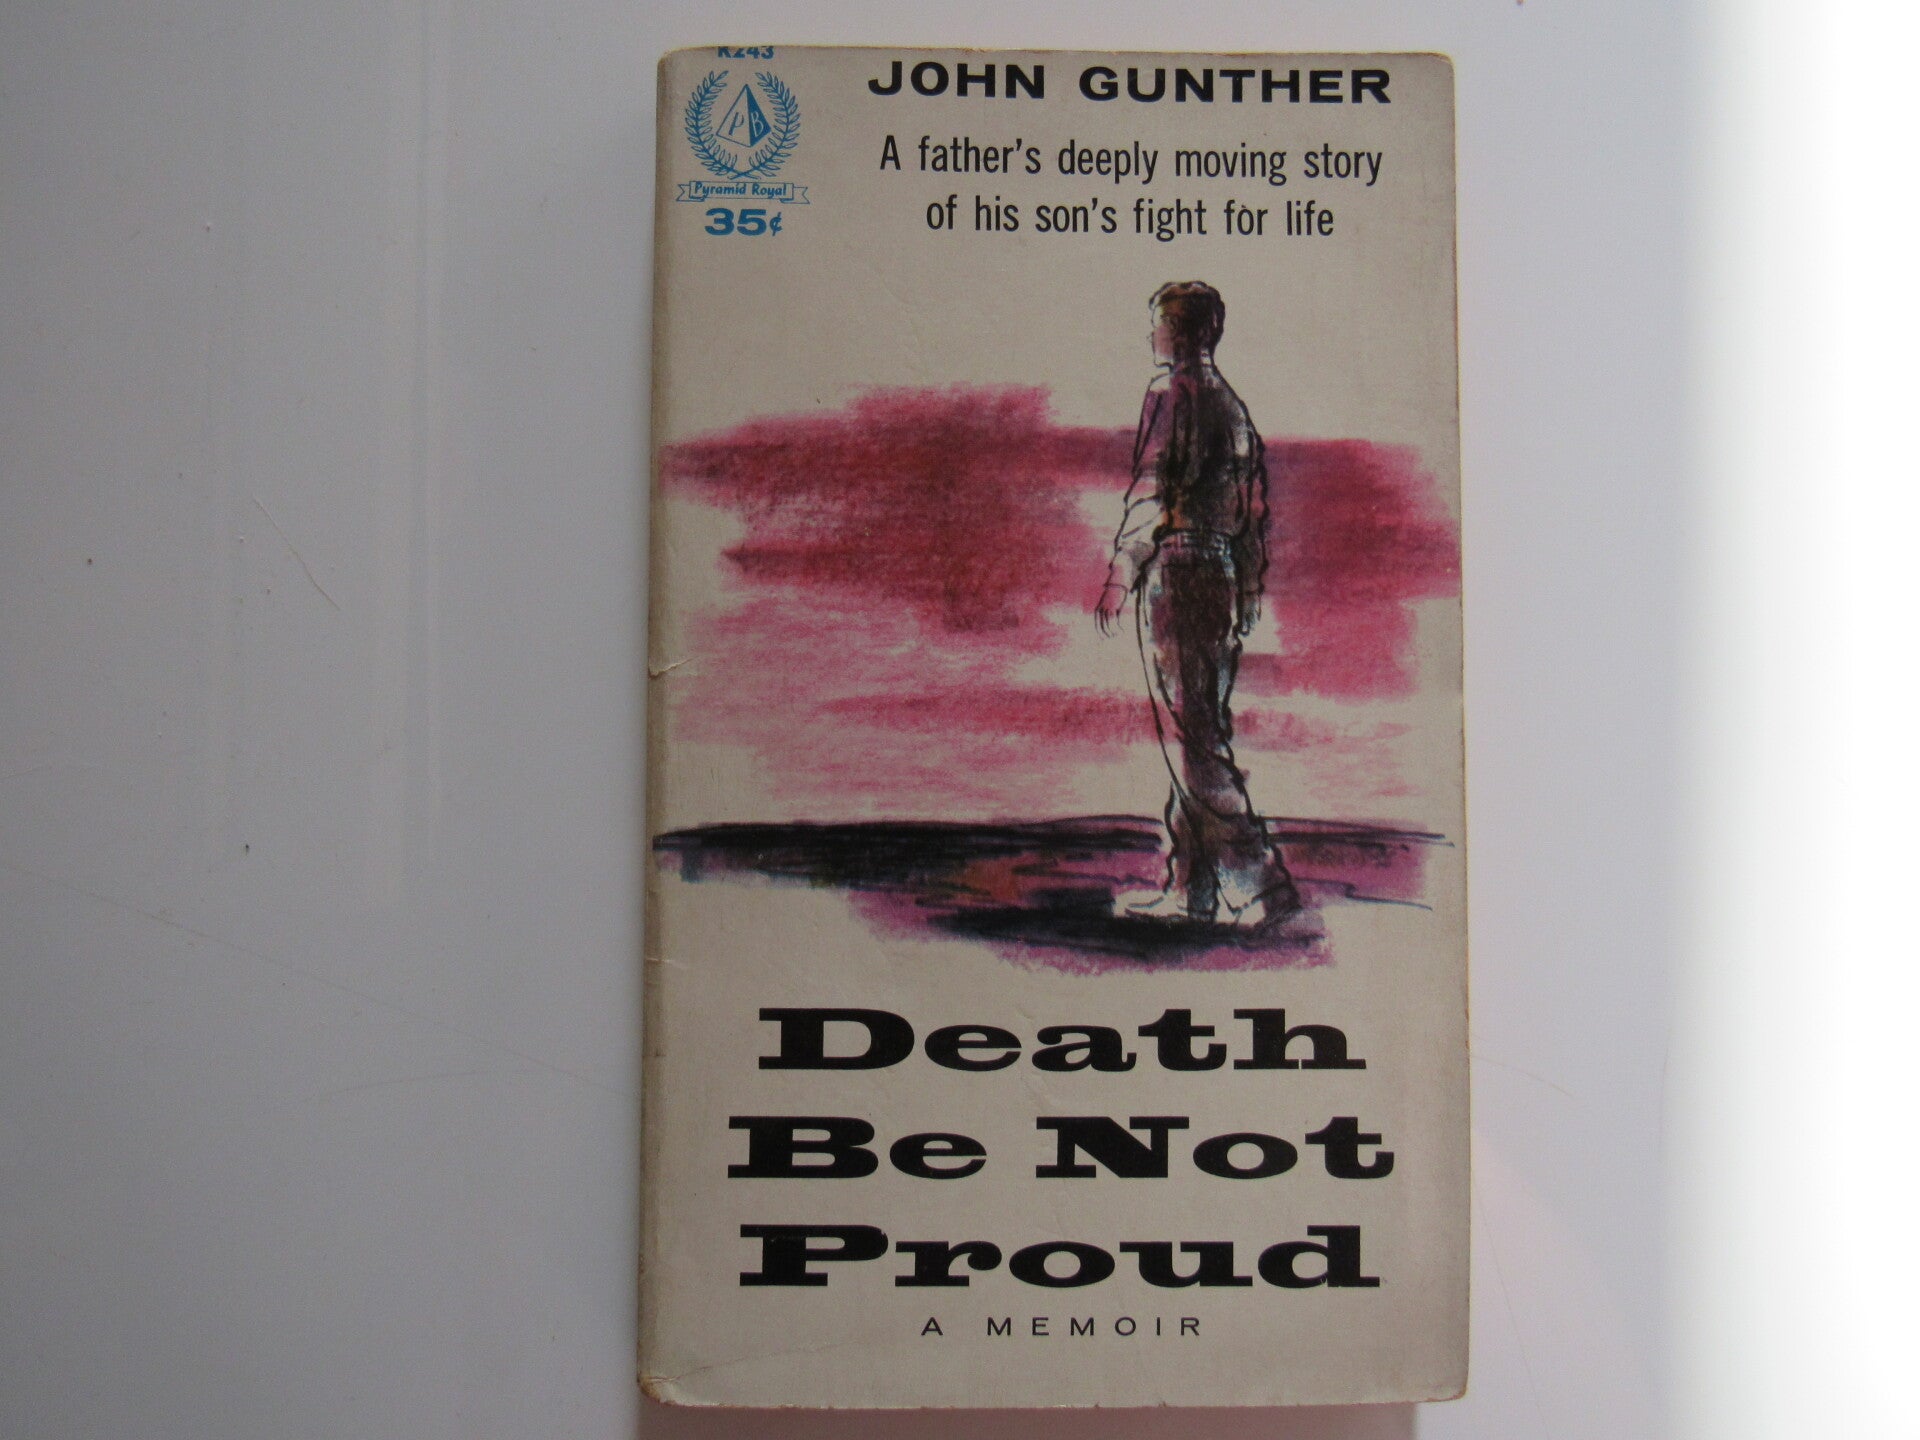 R243
JOHN GUNTHER
A father's deeply moving story
of his son's fight for life
PB
Pyramid Royal
35¢
Death
Be Not
Proud
A MEMOIR